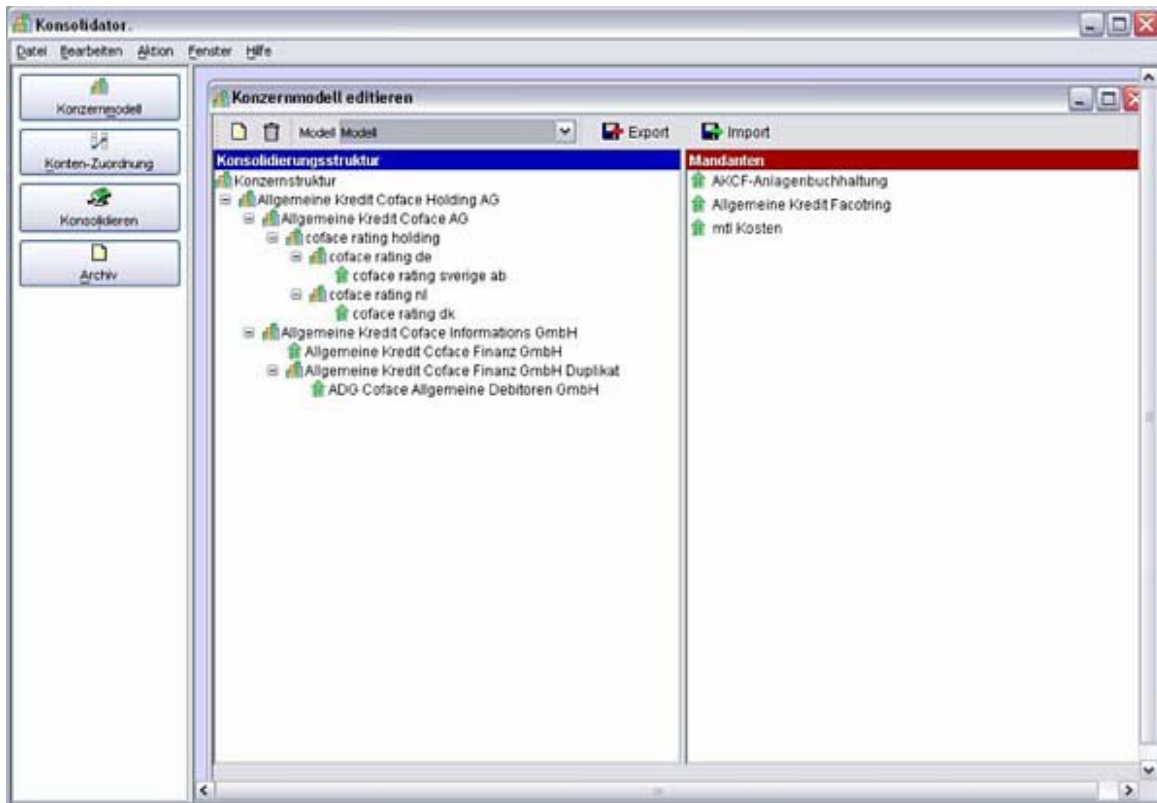 Konsolidator.
Datei Bearbeiten Aktion Fenster Hilfe
Konzernmodell
Konten-Zuordnung
Konsolidieren
Archiv
Konzernmodell editieren
Modell Modell Export Import
Konsolidierungsstruktur
Konzernstruktur
Allgemeine Kredit Coface Holding AG
Allgemeine Kredit Coface AG
coface rating holding
coface rating de
coface rating sverige ab
coface rating nl
coface rating dk
Allgemeine Kredit Coface Informations GmbH
Allgemeine Kredit Coface Finanz GmbH
Allgemeine Kredit Coface Finanz GmbH Duplikat
ADG Coface Allgemeine Debitoren GmbH
Mandanten
AKCF-Anlagenbuchhaltung
Allgemeine Kredit Facotring
mtl Kosten